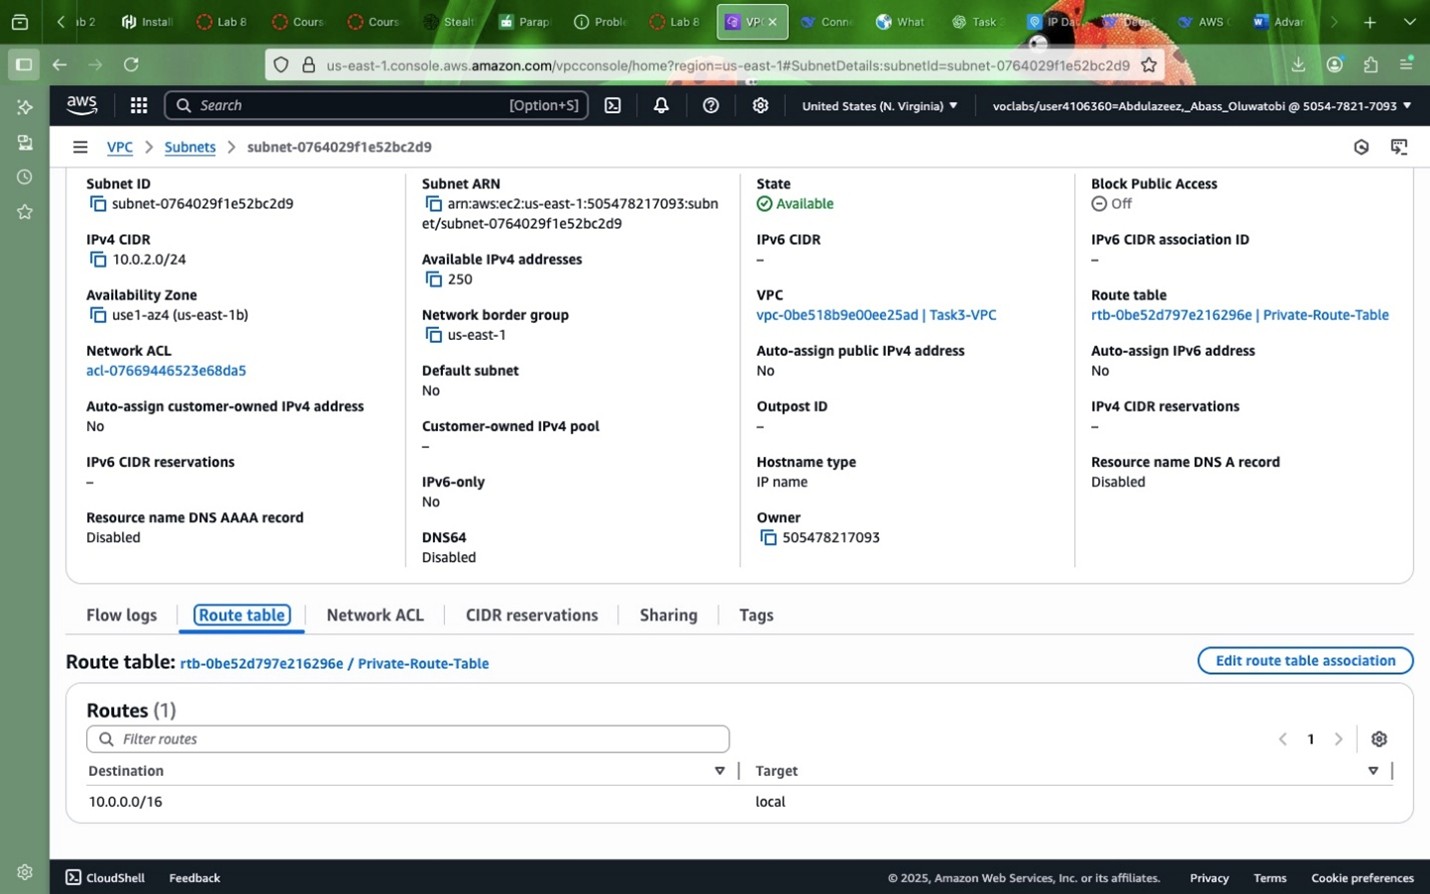 ab 2
Install
Lab 8
Cours
Cours
Stealt
Parap
Proble
Lab 8
VPC
Conne
What
Task 3
IP Da
Deep
AWS
Advar
us-east-1.console.aws.amazon.com/vpcconsole/home?region=us-east-1#SubnetDetails:subnetId=subnet-0764029f1e52bc2d9
aws
Search
[Option+S]
United States (N. Virginia)
voclabs/user4106360=Abdulazeez,_Abass_Oluwatobi @ 5054-7821-7093
VPC
Subnets
subnet-0764029f1e52bc2d9
Subnet ID
subnet-0764029f1e52bc2d9
IPv4 CIDR
10.0.2.0/24
Availability Zone
use1-az4 (us-east-1b)
Network ACL
acl-07669446523e68da5
Auto-assign customer-owned IPv4 address
No
IPv6 CIDR reservations
–
Resource name DNS AAAA record
Disabled
Subnet ARN
arn:aws:ec2:us-east-1:505478217093:subn
et/subnet-0764029f1e52bc2d9
Available IPv4 addresses
250
Network border group
us-east-1
Default subnet
No
Customer-owned IPv4 pool
–
IPv6-only
No
DNS64
Disabled
State
Available
IPv6 CIDR
–
VPC
vpc-0be518b9e00ee25ad | Task3-VPC
Auto-assign public IPv4 address
No
Outpost ID
–
Hostname type
IP name
Owner
505478217093
Block Public Access
Off
IPv6 CIDR association ID
–
Route table
rtb-0be52d797e216296e | Private-Route-Table
Auto-assign IPv6 address
No
IPv4 CIDR reservations
–
Resource name DNS A record
Disabled
Flow logs
Route table
Network ACL
CIDR reservations
Sharing
Tags
Route table: rtb-0be52d797e216296e / Private-Route-Table
Edit route table association
Routes (1)
Filter routes
1
Destination
Target
10.0.0.0/16
local
CloudShell
Feedback
© 2025, Amazon Web Services, Inc. or its affiliates.
Privacy
Terms
Cookie preferences